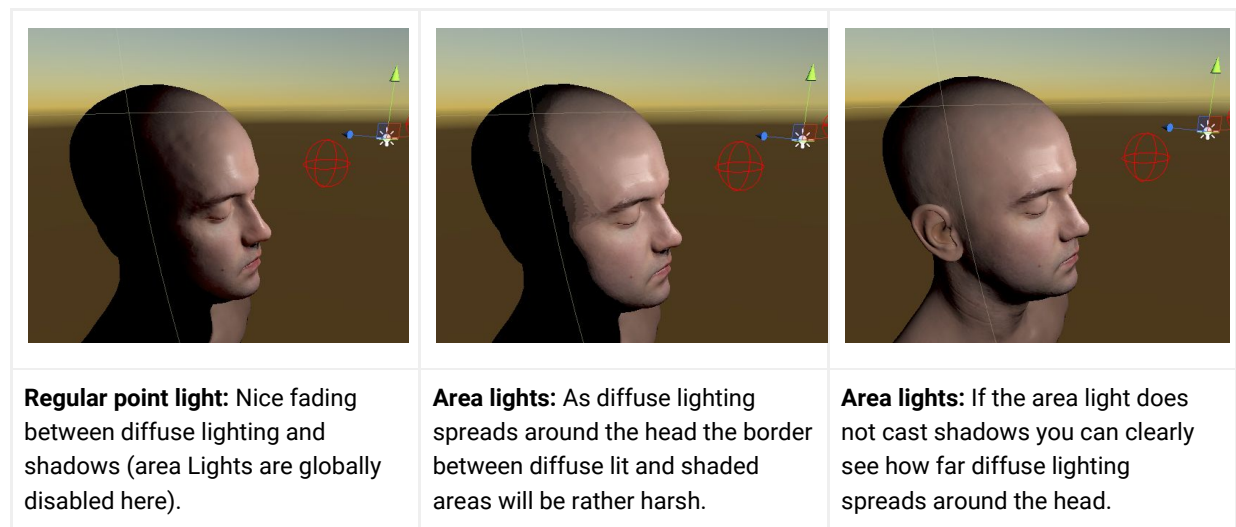 Regular point light: Nice fading
between diffuse lighting and
shadows (area Lights are globally
disabled here).
Area lights: As diffuse lighting
spreads around the head the border
between diffuse lit and shaded
areas will be rather harsh.
Area lights: If the area light does
not cast shadows you can clearly
see how far diffuse lighting
spreads around the head.